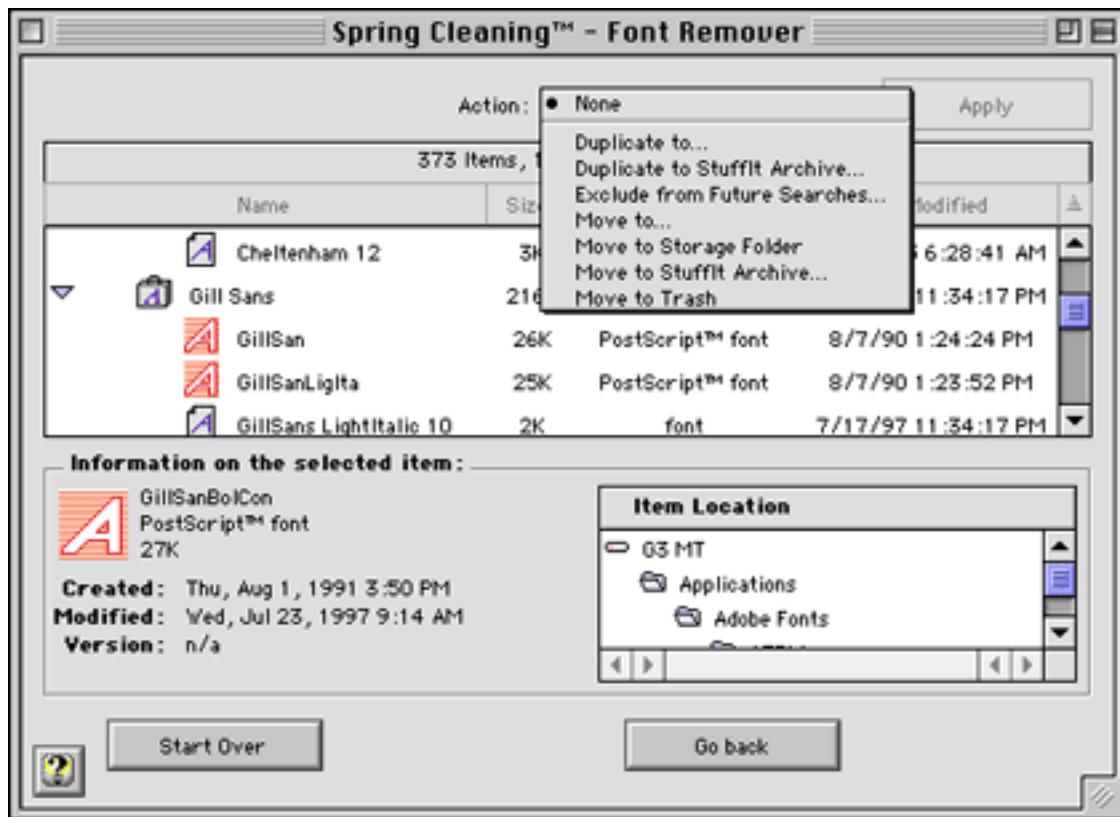 Spring Cleaning™ - Font Remover
Action: • None Apply
Duplicate to...
373 Items, Duplicate to StuffIt Archive...
Exclude from Future Searches...
Name Modified
Move to...
Cheltenham 12 3K Move to Storage Folder 6:28:41 AM
Move to StuffIt Archive...
Gill Sans 216 Move to Trash 11:34:17 PM
GillSan 26K PostScript™ font 8/7/90 1:24:24 PM
GillSanLigIta 25K PostScript™ font 8/7/90 1:23:52 PM
GillSans LightItalic 10 2K font 7/17/97 11:34:17 PM
Information on the selected item:
GillSanBolCon
PostScript™ font
27K
Created: Thu, Aug 1, 1991 3:50 PM
Modified: Wed, Jul 23, 1997 9:14 AM
Version: n/a
Item Location
G3 MT
Applications
Adobe Fonts
Start Over Go back